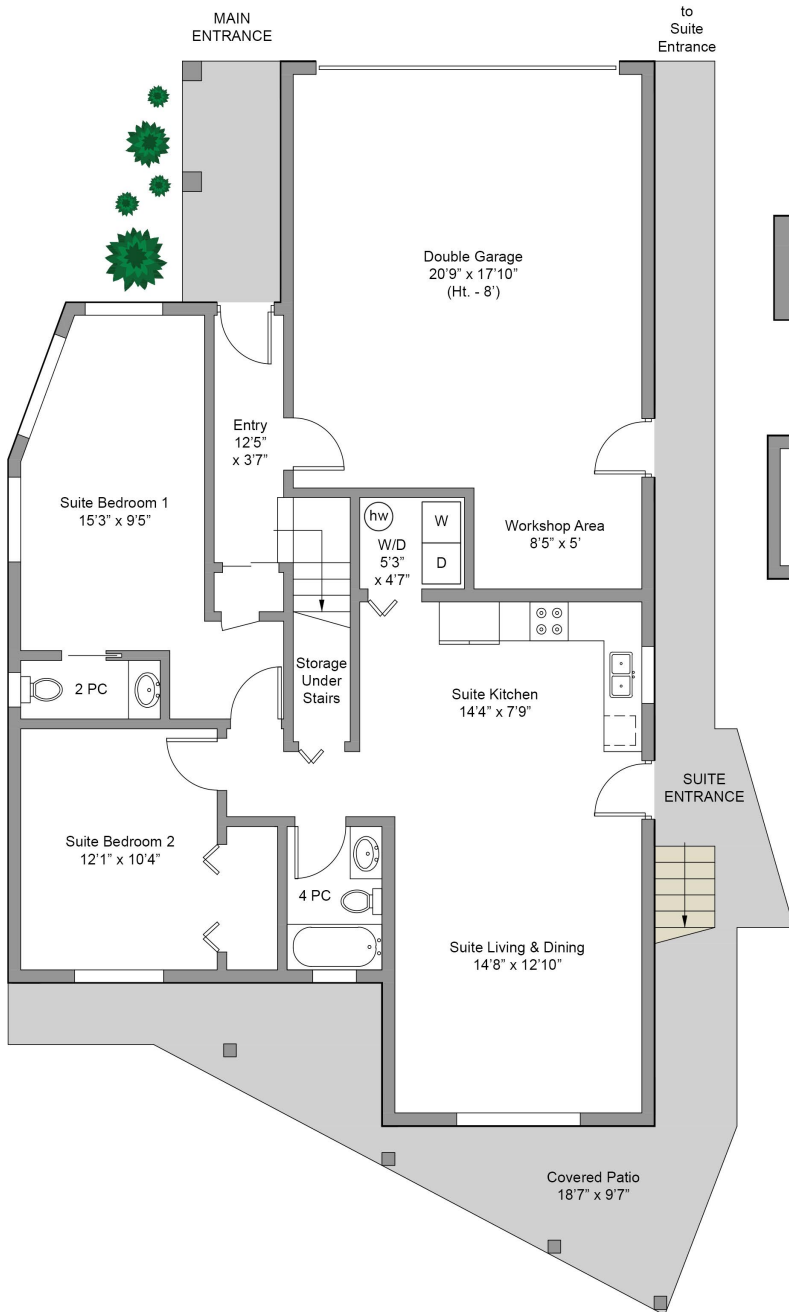 MAIN
ENTRANCE
to
Suite
Entrance
Double Garage
20’9” x 17’10”
(Ht. - 8’)
Entry
12’5”
x 3’7”
Suite Bedroom 1
15’3” x 9’5”
hw
W
W/D
5’3”
x 4’7”
D
Workshop Area
8’5” x 5’
Storage
Under
Stairs
2 PC
Suite Kitchen
14’4” x 7’9”
SUITE
ENTRANCE
Suite Bedroom 2
12’1” x 10’4”
4 PC
Suite Living & Dining
14’8” x 12’10”
Covered Patio
18’7” x 9’7”